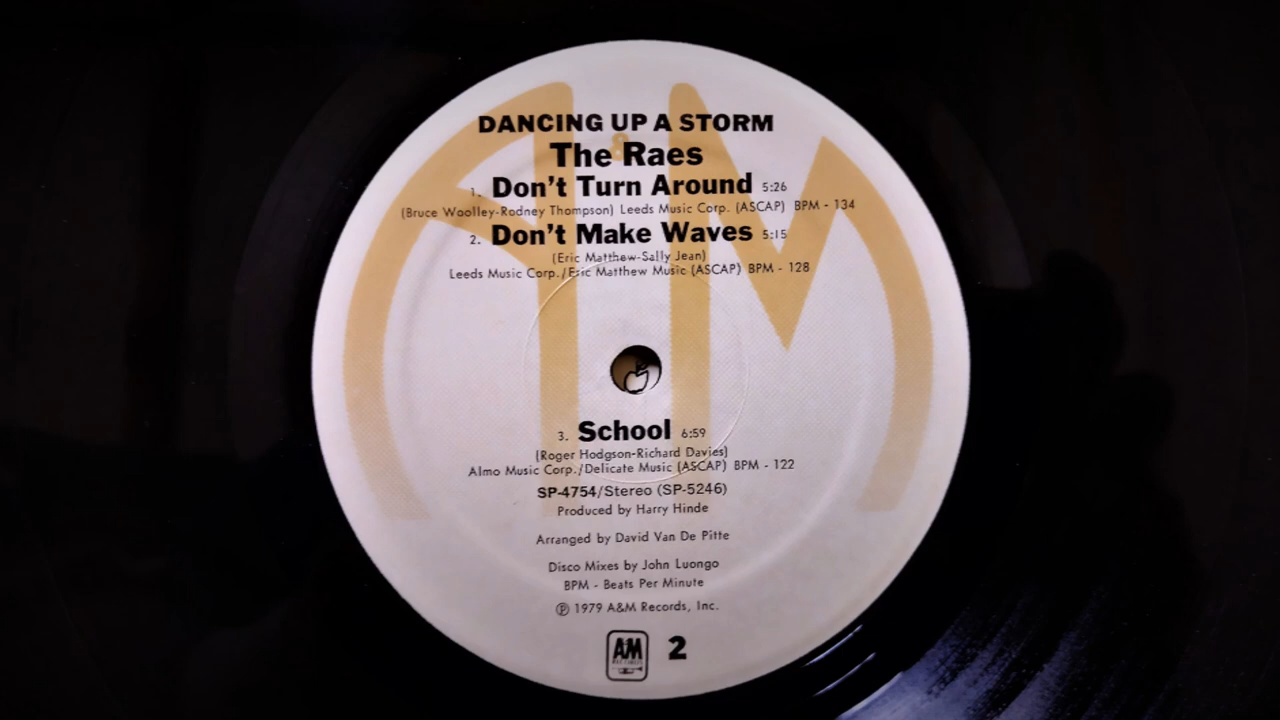 DANCING UP A STORM
The Raes
1. Don't Turn Around 5:26
(Bruce Woolley-Rodney Thompson) Leeds Music Corp. (ASCAP) BPM - 134
2. Don't Make Waves 5:15
(Eric Matthew-Sally Jean)
Leeds Music Corp./Eric Matthew Music (ASCAP) BPM - 128
3. School 6:59
(Roger Hodgson-Richard Davies)
Almo Music Corp./Delicate Music (ASCAP) BPM - 122
SP-4754/Stereo (SP-5246)
Produced by Harry Hinde
Arranged by David Van De Pitte
Disco Mixes by John Luongo
BPM - Beats Per Minute
℗ 1979 A&M Records, Inc.
A&M 2